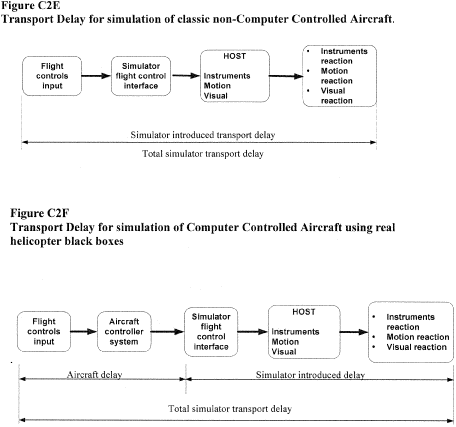 Figure C2E
Transport Delay for simulation of classic non-Computer Controlled Aircraft.
Flight
controls
input
Simulator
flight control
interface
HOST
Instruments
Motion
Visual
• Instruments
reaction
• Motion
reaction
• Visual
reaction
Simulator introduced transport delay
Total simulator transport delay
Figure C2F
Transport Delay for simulation of Computer Controlled Aircraft using real
helicopter black boxes
Flight
controls
input
Aircraft
controller
system
Simulator
flight
control
interface
HOST
Instruments
Motion
Visual
• Instruments
reaction
• Motion reaction
• Visual reaction
Aircraft delay
Simulator introduced delay
Total simulator transport delay